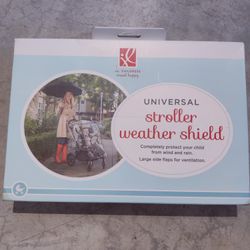 UNIVERSAL
stroller
weather shield
Completely protect your child
from wind and rain.
Large side flaps for ventilation.